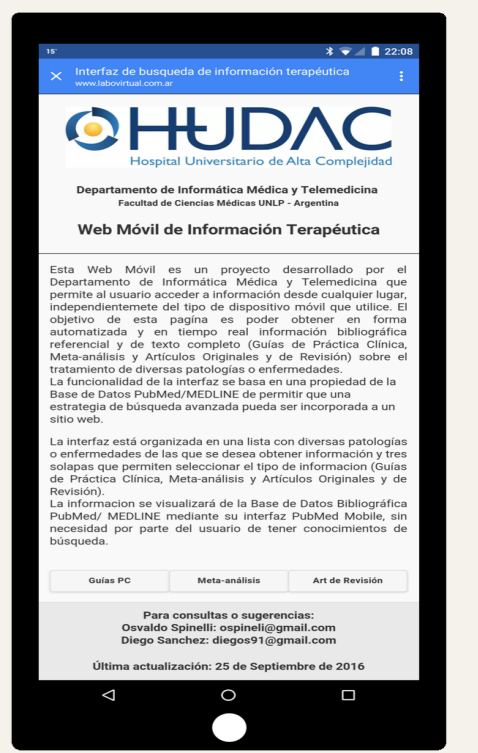 15°
22:08
Interfaz de busqueda de información terapéutica
www.labovirtual.com.ar
HUDAC
Hospital Universitario de Alta Complejidad
Departamento de Informática Médica y Telemedicina
Facultad de Ciencias Médicas UNLP - Argentina
Web Móvil de Información Terapéutica
Esta Web Móvil es un proyecto desarrollado por el
Departamento de Informática Médica y Telemedicina que
permite al usuario acceder a información desde cualquier lugar,
independientemete del tipo de dispositivo móvil que utilice. El
objetivo de esta pagína es poder obtener en forma
automatizada y en tiempo real información bibliográfica
referencial y de texto completo (Guías de Práctica Clínica,
Meta-análisis y Artículos Originales y de Revisión) sobre el
tratamiento de diversas patologías o enfermedades.
La funcionalidad de la interfaz se basa en una propiedad de la
Base de Datos PubMed/MEDLINE de permitir que una
estrategia de búsqueda avanzada pueda ser incorporada a un
sitio web.
La interfaz está organizada en una lista con diversas patologías
o enfermedades de las que se desea obtener información y tres
solapas que permiten seleccionar el tipo de informacion (Guías
de Práctica Clínica, Meta-análisis y Artículos Originales y de
Revisión).
La informacion se visualizará de la Base de Datos Bibliográfica
PubMed/ MEDLINE mediante su interfaz PubMed Mobile, sin
necesidad por parte del usuario de tener conocimientos de
búsqueda.
Guías PC
Meta-análisis
Art de Revisión
Para consultas o sugerencias:
Osvaldo Spinelli: ospineli@gmail.com
Diego Sanchez: diegos91@gmail.com
Última actualización: 25 de Septiembre de 2016